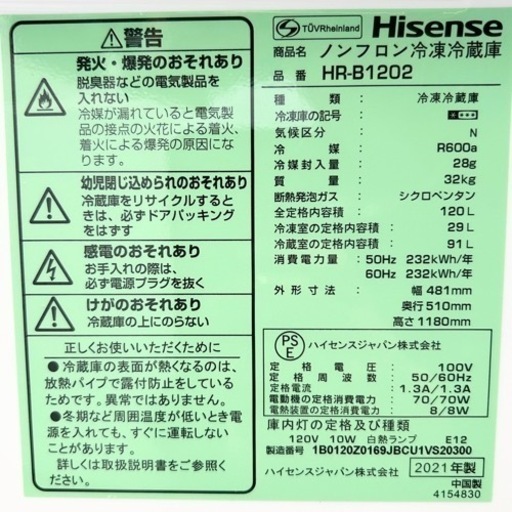 警告
発火・爆発のおそれあり
脱臭器などの電気製品を
入れない
冷媒が漏れていると電気製
品の接点の火花による着火、
着火による爆発の原因にな
ります。
幼児閉じ込められのおそれあり
冷蔵庫をリサイクルすると
きは、必ずドアパッキング
をはずす
感電のおそれあり
お手入れの際は、
必ず電源プラグを抜く
けがのおそれあり
冷蔵庫の上にのらない
正しくお使いいただくために
●冷蔵庫の表面が熱くなるのは、
放熱パイプで露付防止をしている
ためです。異常ではありません。
●冬期など周囲温度が低いとき電
源を切っても、すぐに運転しない
ことがあります。
詳しくは取扱説明書をご参照ください。
TÜVRheinland
Hisense
商品名 ノンフロン冷凍冷蔵庫
品番 HR-B1202
種類: 冷凍冷蔵庫
冷凍庫の記号:
気候区分: N
冷媒: R600a
冷媒封入量: 28g
質量: 32kg
断熱発泡ガス: シクロペンタン
全定格内容積: 120L
冷凍室の定格内容積: 29L
冷蔵室の定格内容積: 91L
消費電力量: 50Hz 232kWh/年
60Hz 232kWh/年
外形寸法: 幅481mm
奥行510mm
高さ1180mm
PSE
ハイセンスジャパン株式会社
定格電圧: 100V
定格周波数: 50/60Hz
定格電流: 1.3A/1.3A
電動機の定格消費電力: 70/70W
電熱装置の定格消費電力: 8/8W
庫内灯の定格及び種類
120V 10W 白熱ランプ E12
製造番号 1B0120Z0169JBCU1VS20300
ハイセンスジャパン株式会社 2021年製
中国製
4154830